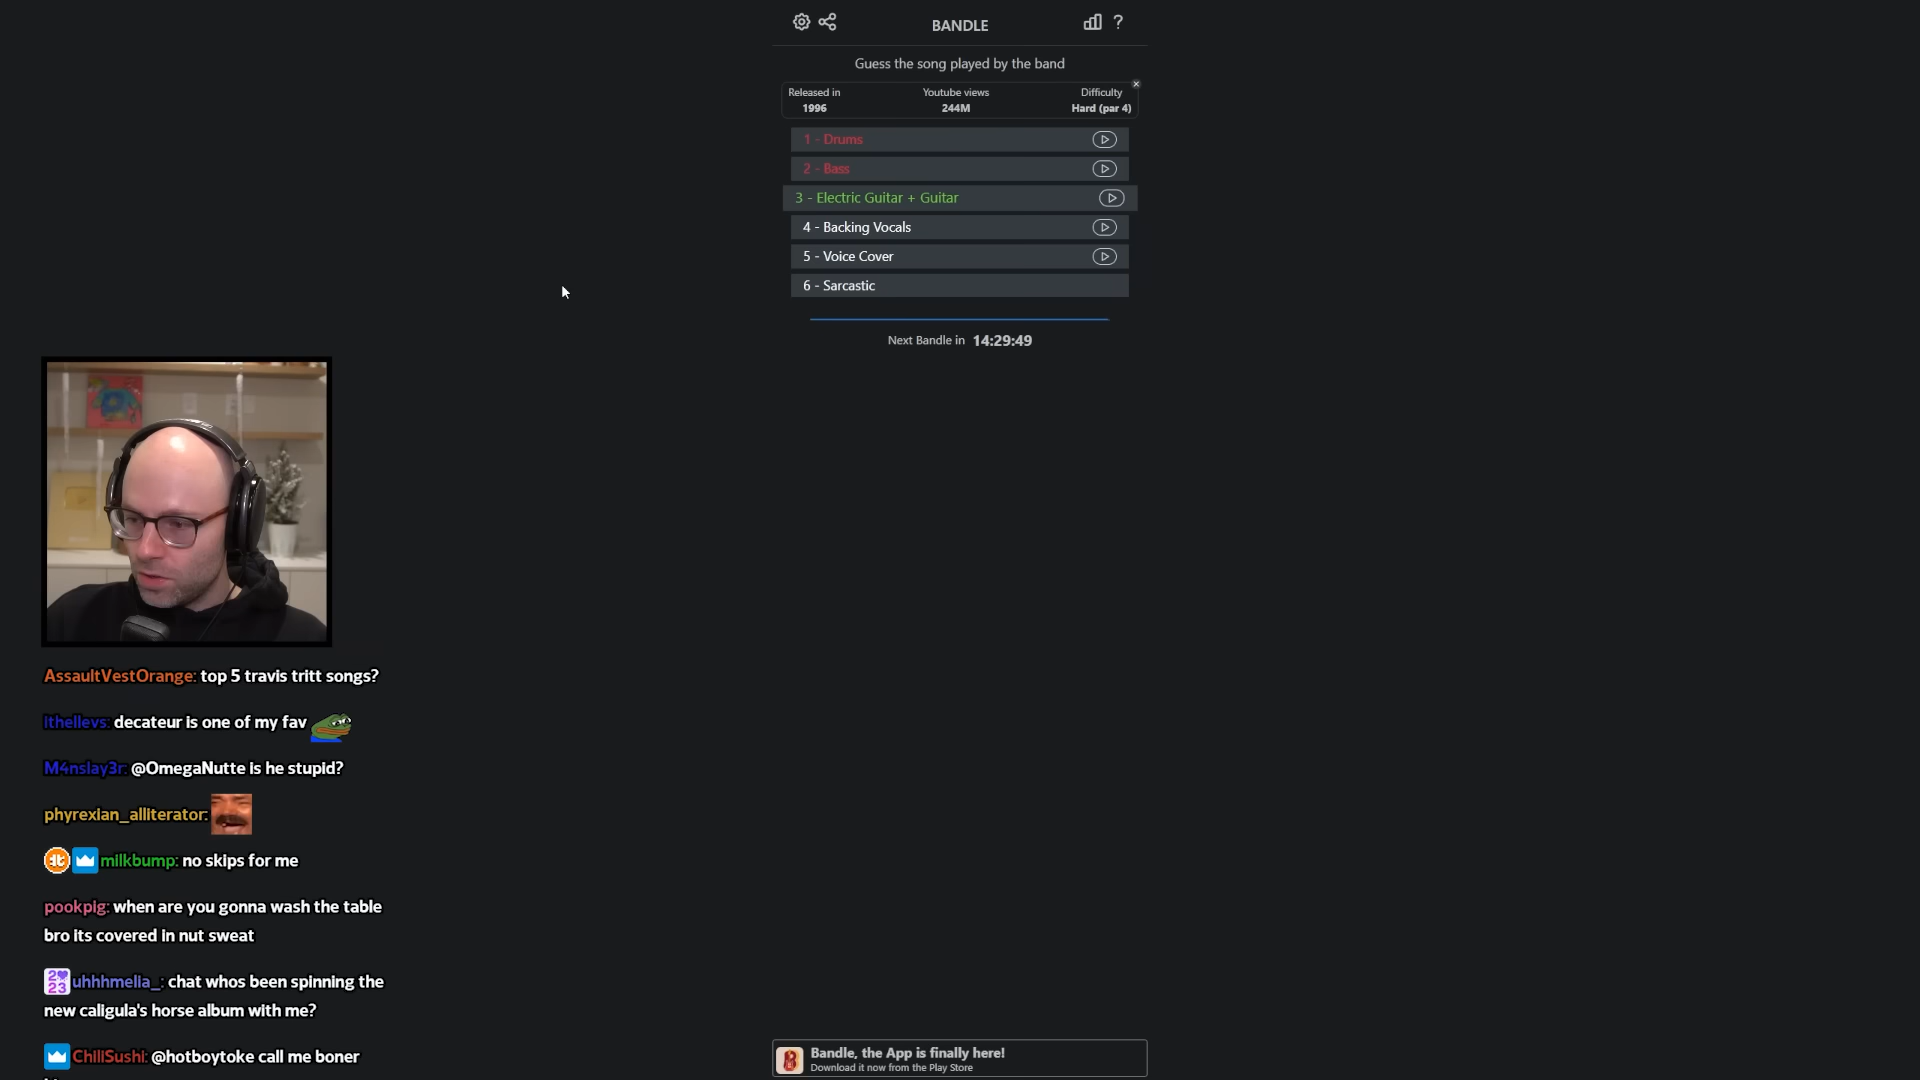 BANDLE
?
Guess the song played by the band
Released in
1996
Youtube views
244M
Difficulty
Hard (par 4)
1 - Drums
2 - Bass
3 - Electric Guitar + Guitar
4 - Backing Vocals
5 - Voice Cover
6 - Sarcastic
Next Bandle in 14:29:49
AssaultVestOrange: top 5 travis tritt songs?
lthellevs: decateur is one of my fav
M4nslay3r: @OmegaNutte is he stupid?
phyrexian_alliterator:
milkbump: no skips for me
pookpig: when are you gonna wash the table
bro its covered in nut sweat
uhhhmelia_: chat whos been spinning the
new caligula's horse album with me?
ChiliSushi: @hotboytoke call me boner
Bandle, the App is finally here!
Download it now from the Play Store